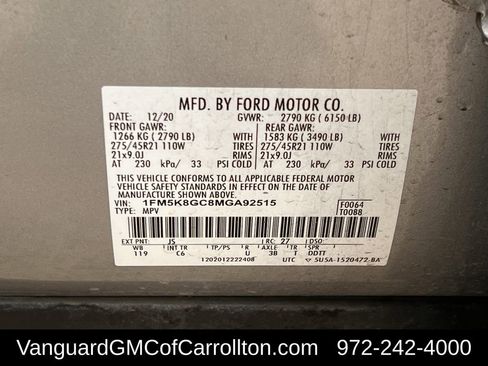 MFD. BY FORD MOTOR CO.
DATE: 12/20 GVWR: 2790 KG ( 6150 LB)
FRONT GAWR: REAR GAWR:
1266 KG ( 2790 LB) WITH 1583 KG ( 3490 LB) WITH
275/45R21 110W TIRES 275/45R21 110W TIRES
21x9.0J RIMS 21x9.0J RIMS
AT 230 kPa/ 33 PSI COLD AT 230 kPa/ 33 PSI COLD
THIS VEHICLE CONFORMS TO ALL APPLICABLE FEDERAL MOTOR
VEHICLE SAFETY STANDARDS IN EFFECT ON THE DATE OF
MANUFACTURE SHOWN ABOVE.
VIN: 1FM5K8GC8MGA92515 F0064
TYPE: MPV T0088
EXT PNT: JS RC: 27 DSO:
WB INT TR TP/PS R AXLE TR SPR
119 C6 U 3B T DDTT
1202012222408 UTC 5U5A-1520472-BA
VanguardGMCofCarrollton.com 972-242-4000